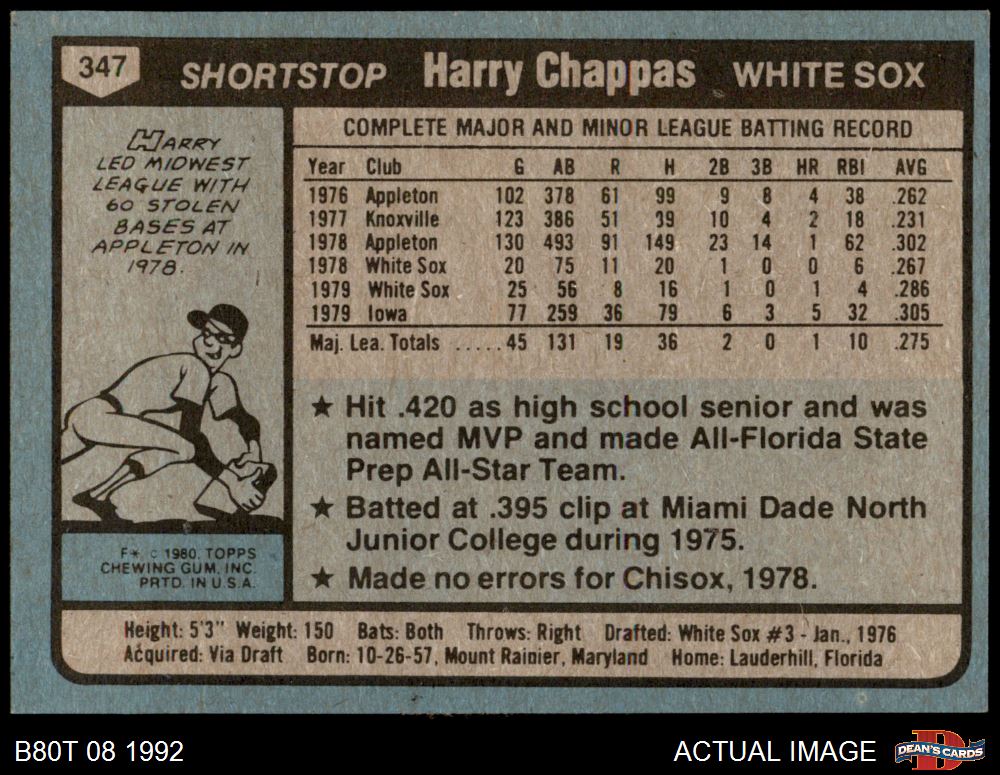 347 SHORTSTOP Harry Chappas WHITE SOX
HARRY
LED MIDWEST
LEAGUE WITH
60 STOLEN
BASES AT
APPLETON IN
1978.
F✶ © 1980, TOPPS
CHEWING GUM, INC.
PRTD. IN U.S.A.
COMPLETE MAJOR AND MINOR LEAGUE BATTING RECORD
Year Club G AB R H 2B 3B HR RBI AVG
1976 Appleton 102 378 61 99 9 8 4 38 .262
1977 Knoxville 123 386 51 39 10 4 2 18 .231
1978 Appleton 130 493 91 149 23 14 1 62 .302
1978 White Sox 20 75 11 20 1 0 0 6 .267
1979 White Sox 25 56 8 16 1 0 1 4 .286
1979 Iowa 77 259 36 79 6 3 5 32 .305
Maj. Lea. Totals .....45 131 19 36 2 0 1 10 .275
★ Hit .420 as high school senior and was
named MVP and made All-Florida State
Prep All-Star Team.
★ Batted at .395 clip at Miami Dade North
Junior College during 1975.
★ Made no errors for Chisox, 1978.
Height: 5'3" Weight: 150 Bats: Both Throws: Right Drafted: White Sox #3 - Jan., 1976
Acquired: Via Draft Born: 10-26-57, Mount Rainier, Maryland Home: Lauderhill, Florida
B80T 08 1992 ACTUAL IMAGE DEAN'S CARDS